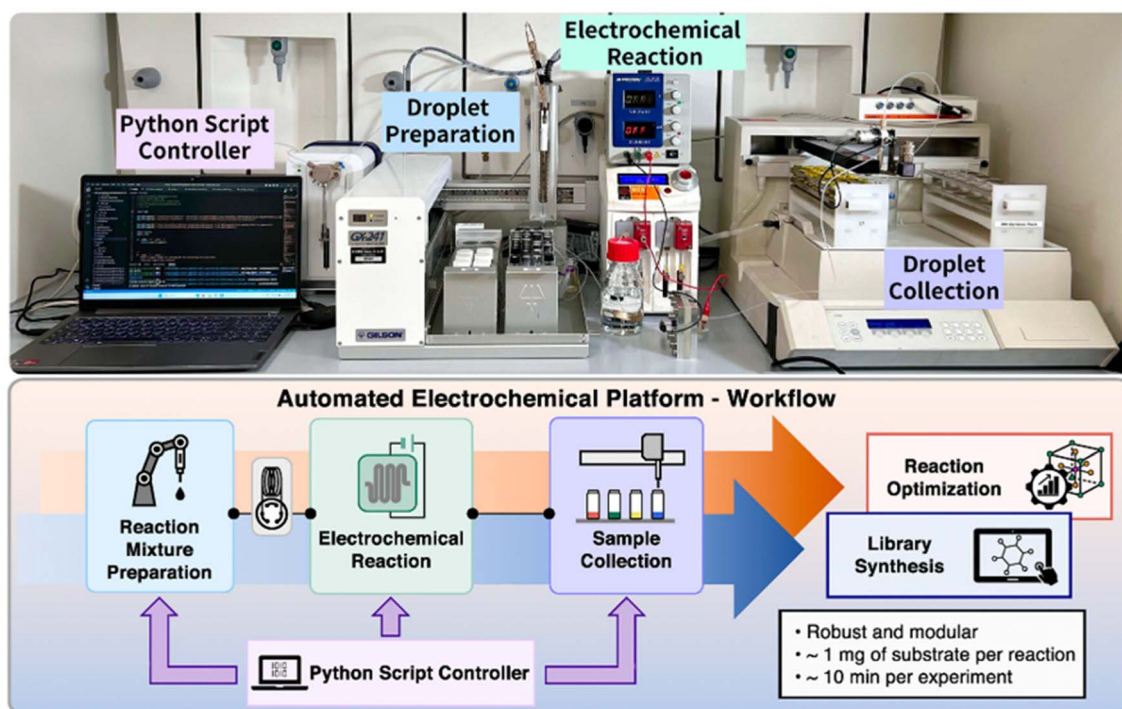 Electrochemical
Reaction
Droplet
Preparation
Python Script
Controller
OFF
GX-241
GILSON
Droplet
Collection
Automated Electrochemical Platform - Workflow
Reaction
Mixture
Preparation
Electrochemical
Reaction
Sample
Collection
Reaction
Optimization
Library
Synthesis
Python Script Controller
• Robust and modular
• ~ 1 mg of substrate per reaction
• ~ 10 min per experiment